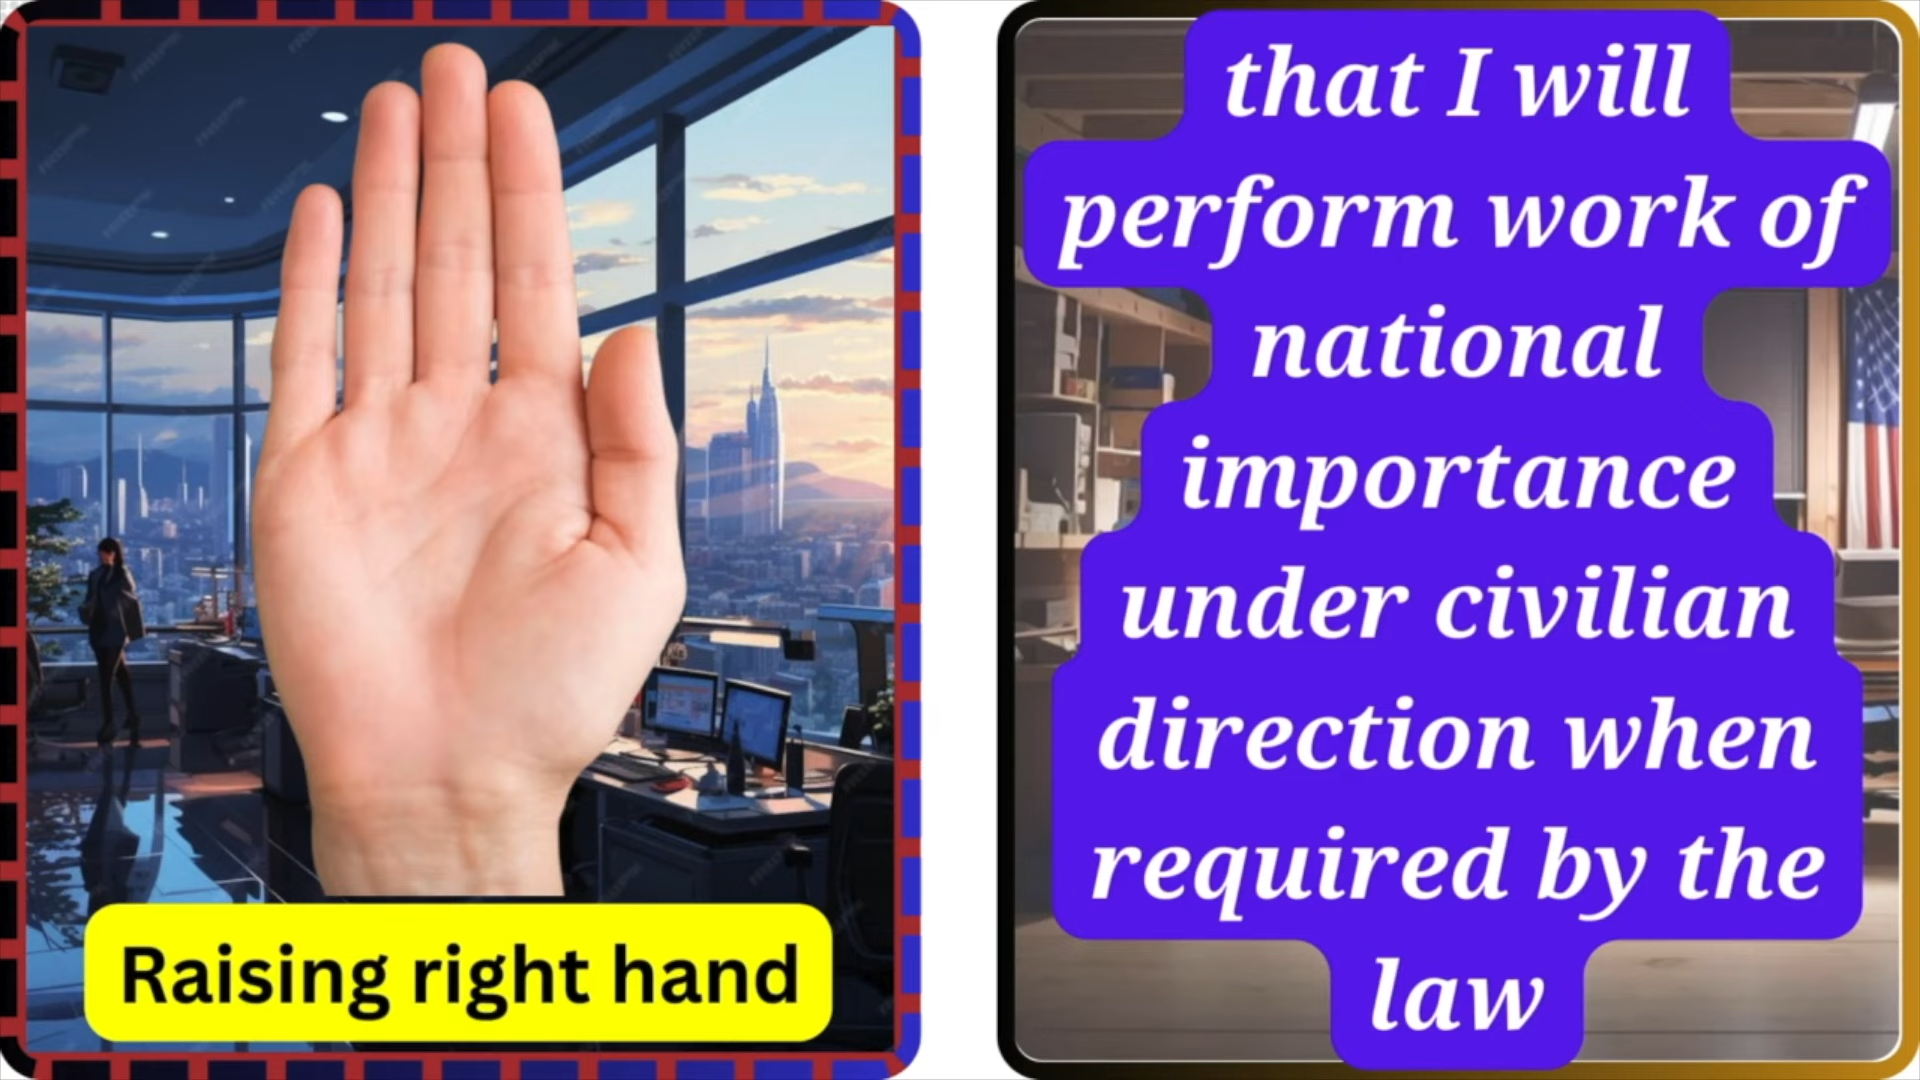 Raising right hand
that I will
perform work of
national
importance
under civilian
direction when
required by the
law